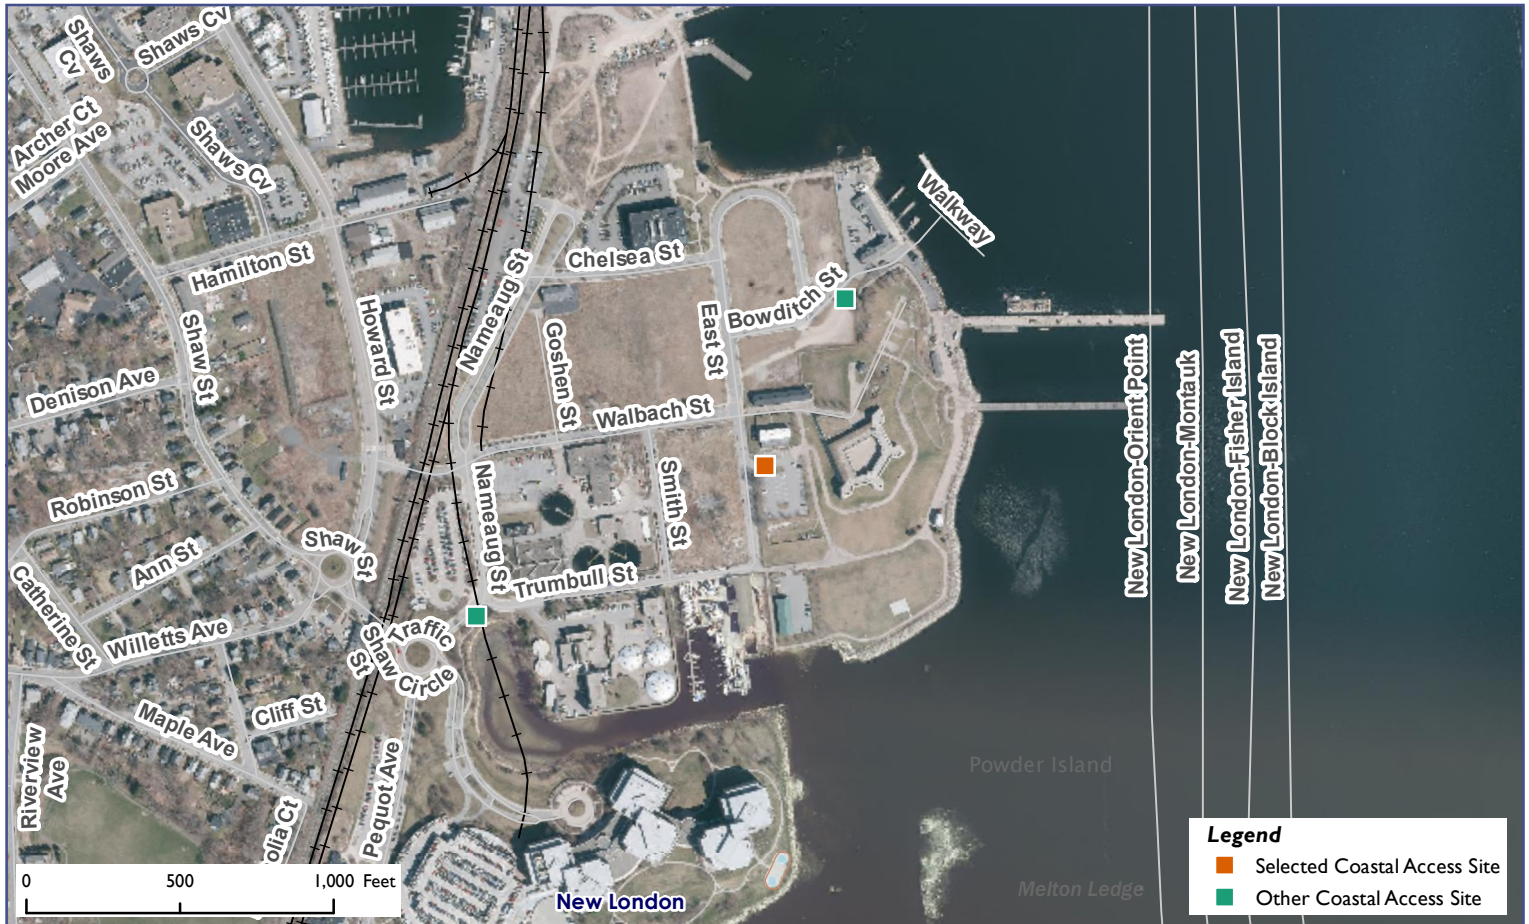 Shaws Cv
Shaws
Cv
Archer Ct
Moore Ave
Shaws Cv
Walkway
Hamilton St
Chelsea St
Nameaug St
Bowditch St
East St
Howard St
Shaw St
Goshen St
Denison Ave
Walbach St
New London-Orient Point
New London-Montauk
New London-Fisher Island
New London-Block Island
Robinson St
Nameaug St
Smith St
Shaw St
Ann St
Trumbull St
Catherine St
Willetts Ave
Traffic
Shaw Circle
St
Cliff St
Maple Ave
Riverview
Ave
Pequot Ave
olia Ct
Powder Island
Melton Ledge
New London
0 500 1,000 Feet
Legend
Selected Coastal Access Site
Other Coastal Access Site